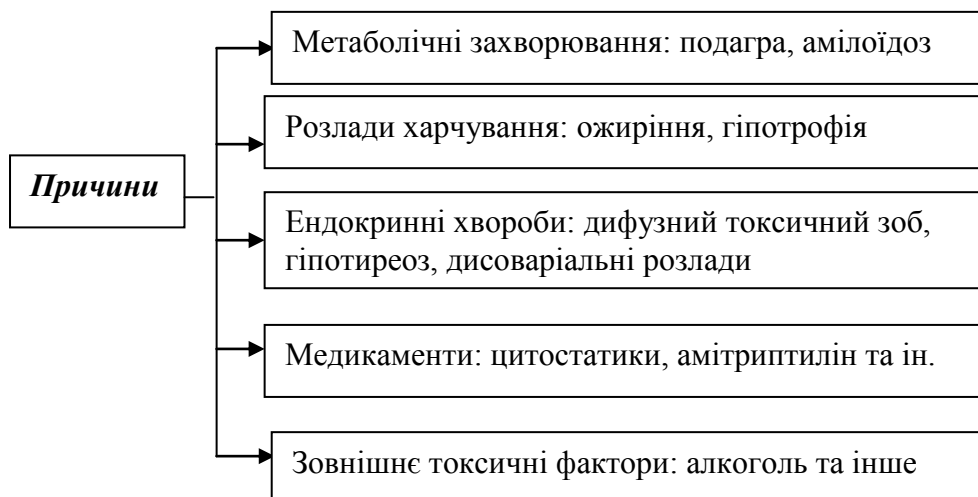 Метаболічні захворювання: подагра, амілоїдоз
Розлади харчування: ожиріння, гіпотрофія
Причини
Ендокринні хвороби: дифузний токсичний зоб,
гіпотиреоз, дисоваріальні розлади
Медикаменти: цитостатики, амітриптилін та ін.
Зовнішнє токсичні фактори: алкоголь та інше